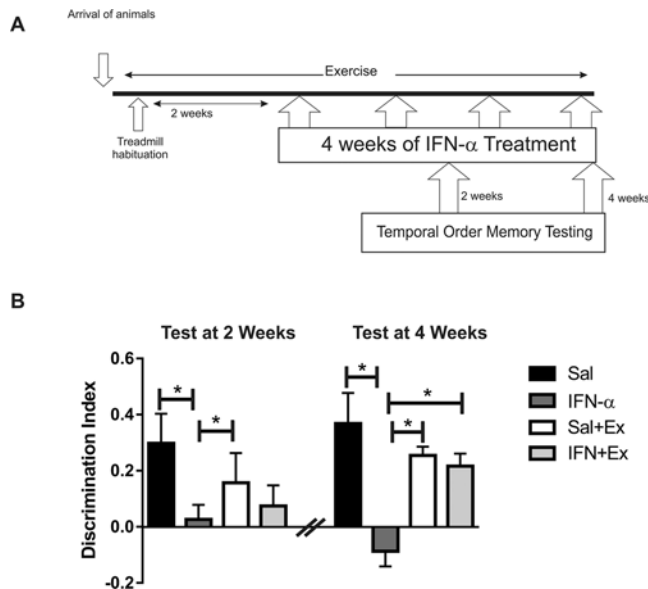 A
Arrival of animals
Exercise
2 weeks
Treadmill
habituation
4 weeks of IFN-α Treatment
2 weeks
4 weeks
Temporal Order Memory Testing
B
Test at 2 Weeks
Test at 4 Weeks
Discrimination Index
0.6
0.4
0.2
0.0
-0.2
*
*
*
*
*
Sal
IFN-α
Sal+Ex
IFN+Ex